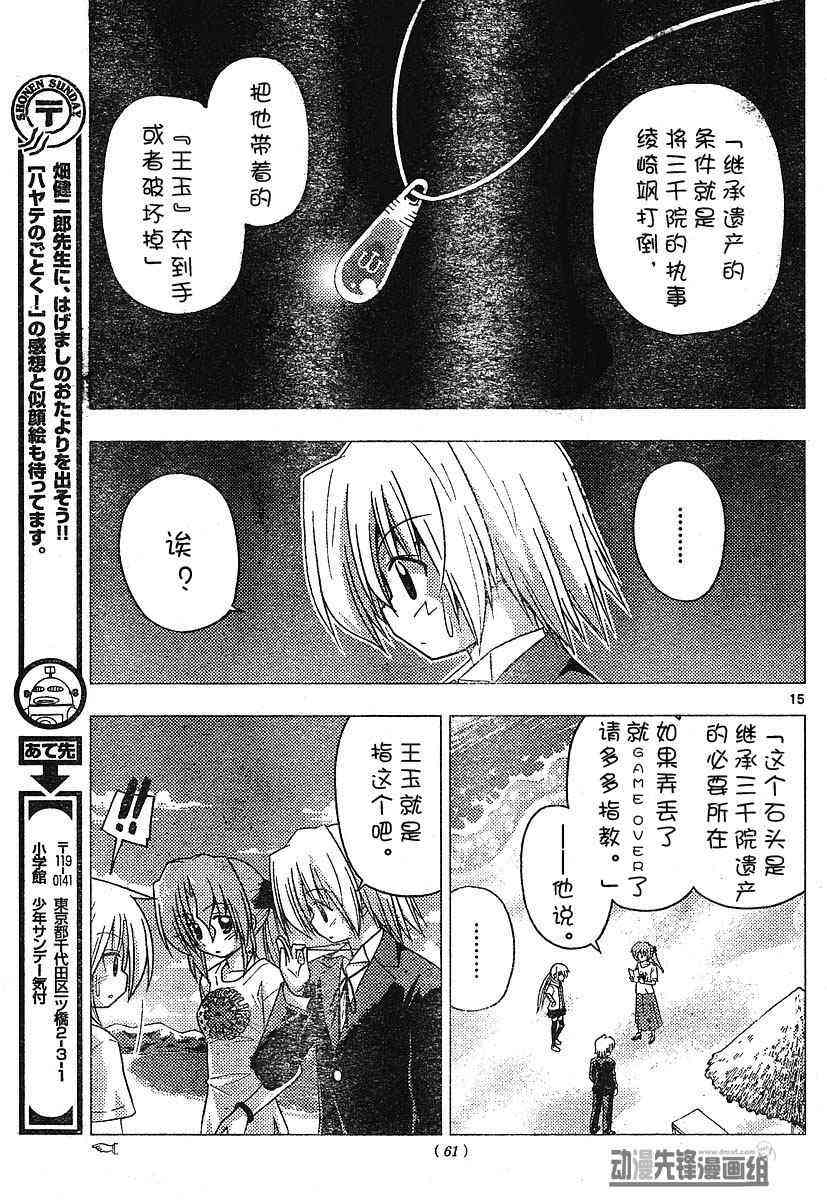 「继承遗产的
条件就是
将三千院的执事
绫崎飒打倒，
把他带着的
『王玉』夺到手
或者破坏掉」
王
………
诶？
15
「这个石头是
继承三千院遗产
的必要所在
如果弄丢了
就GAME OVER了
请多多指教。」
——他说。
……
王玉就是
指这个吧。
!!
SHONEN SUNDAY
〒
畑健二郎先生に、はげましのおたよりを出そう!!
［ハヤテのごとく！］の感想と似顔絵も待ってます。
あて先
〒119-0141 東京都千代田区一ツ橋2-3-1
小学館 少年サンデー気付
(61)
www.dmxf.com
动漫先锋漫画组